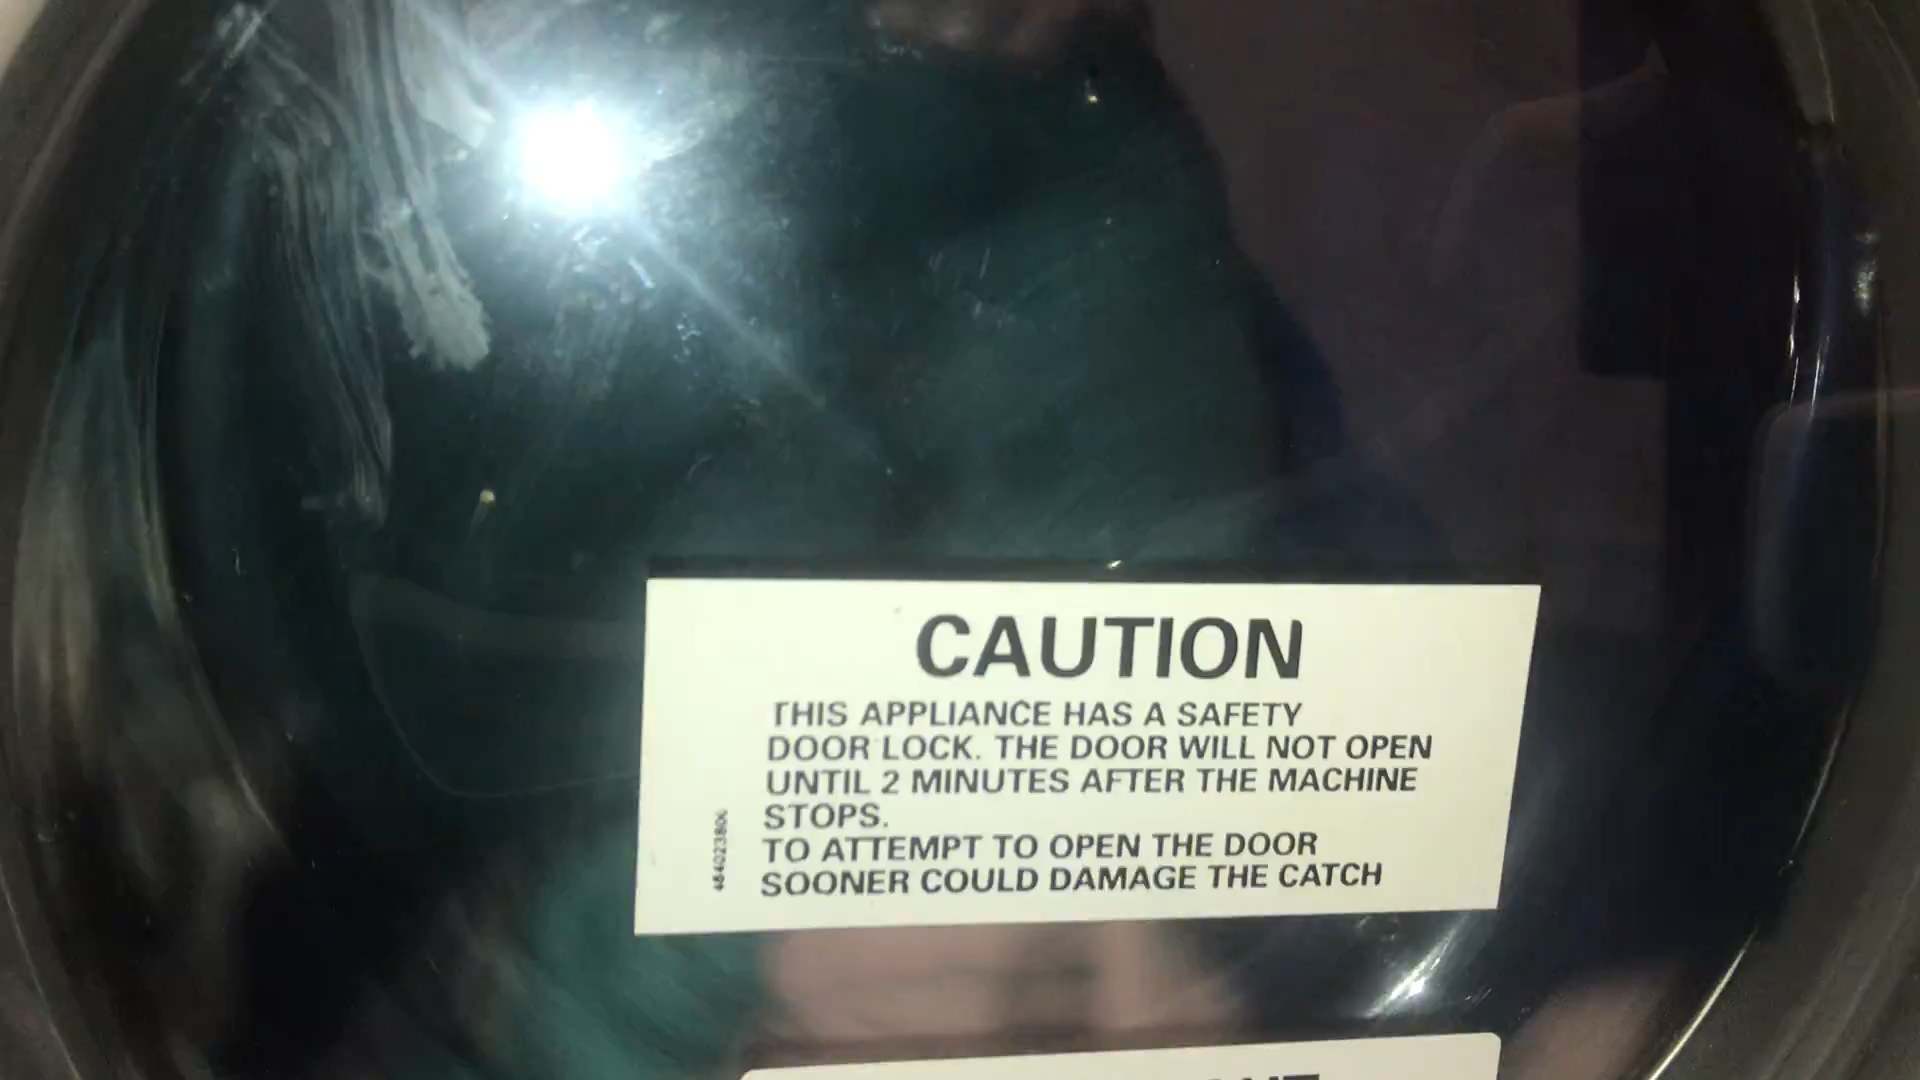 CAUTION
THIS APPLIANCE HAS A SAFETY
DOOR LOCK. THE DOOR WILL NOT OPEN
UNTIL 2 MINUTES AFTER THE MACHINE
STOPS.
TO ATTEMPT TO OPEN THE DOOR
SOONER COULD DAMAGE THE CATCH